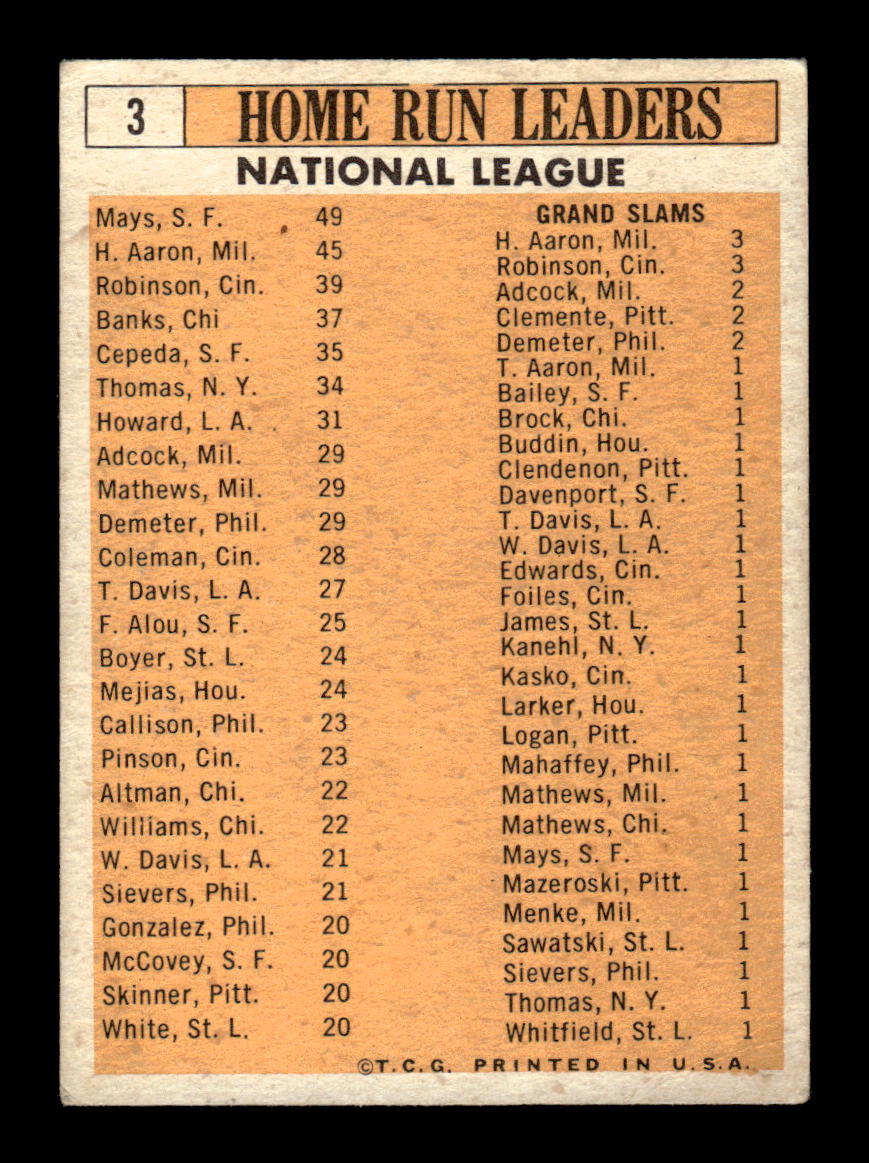 3 HOME RUN LEADERS
NATIONAL LEAGUE
Mays, S. F. 49
H. Aaron, Mil. 45
Robinson, Cin. 39
Banks, Chi 37
Cepeda, S. F. 35
Thomas, N. Y. 34
Howard, L. A. 31
Adcock, Mil. 29
Mathews, Mil. 29
Demeter, Phil. 29
Coleman, Cin. 28
T. Davis, L. A. 27
F. Alou, S. F. 25
Boyer, St. L. 24
Mejias, Hou. 24
Callison, Phil. 23
Pinson, Cin. 23
Altman, Chi. 22
Williams, Chi. 22
W. Davis, L. A. 21
Sievers, Phil. 21
Gonzalez, Phil. 20
McCovey, S. F. 20
Skinner, Pitt. 20
White, St. L. 20
GRAND SLAMS
H. Aaron, Mil. 3
Robinson, Cin. 3
Adcock, Mil. 2
Clemente, Pitt. 2
Demeter, Phil. 2
T. Aaron, Mil. 1
Bailey, S. F. 1
Brock, Chi. 1
Buddin, Hou. 1
Clendenon, Pitt. 1
Davenport, S. F. 1
T. Davis, L. A. 1
W. Davis, L. A. 1
Edwards, Cin. 1
Foiles, Cin. 1
James, St. L. 1
Kanehl, N. Y. 1
Kasko, Cin. 1
Larker, Hou. 1
Logan, Pitt. 1
Mahaffey, Phil. 1
Mathews, Mil. 1
Mathews, Chi. 1
Mays, S. F. 1
Mazeroski, Pitt. 1
Menke, Mil. 1
Sawatski, St. L. 1
Sievers, Phil. 1
Thomas, N. Y. 1
Whitfield, St. L. 1
©T.C.G. PRINTED IN U.S.A.